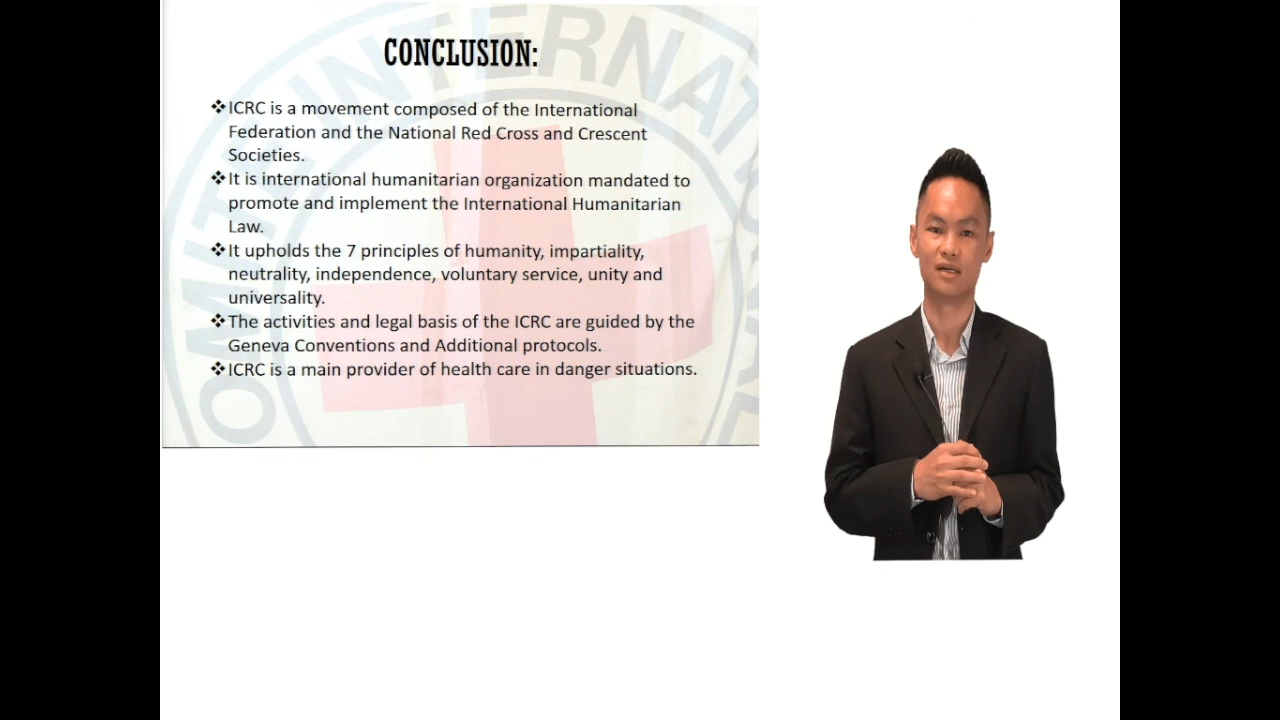 CONCLUSION:
❖ICRC is a movement composed of the International
Federation and the National Red Cross and Crescent
Societies.
❖It is international humanitarian organization mandated to
promote and implement the International Humanitarian
Law.
❖It upholds the 7 principles of humanity, impartiality,
neutrality, independence, voluntary service, unity and
universality.
❖The activities and legal basis of the ICRC are guided by the
Geneva Conventions and Additional protocols.
❖ICRC is a main provider of health care in danger situations.
OMITE INTERNATIONAL